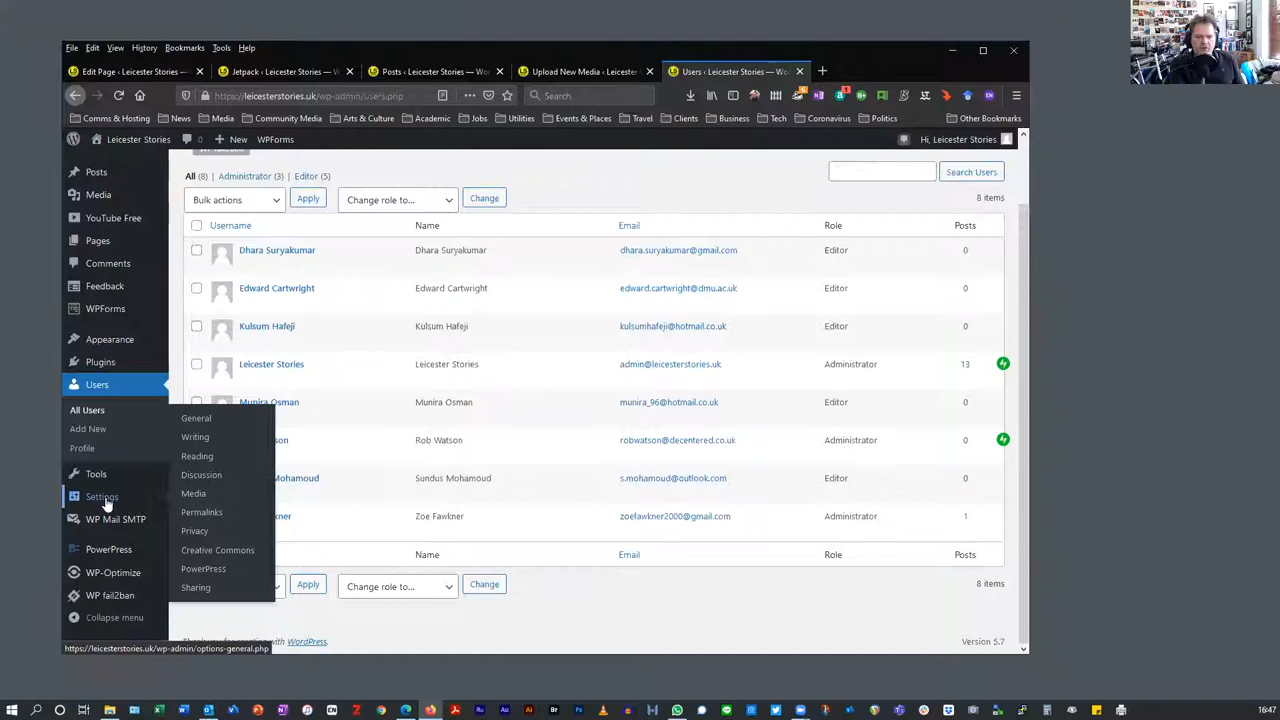 File Edit View History Bookmarks Tools Help
Edit Page ‹ Leicester Stories — Jetpack ‹ Leicester Stories — W Posts ‹ Leicester Stories — Wo Upload New Media ‹ Leicester Users ‹ Leicester Stories — Wo
https://leicesterstories.uk/wp-admin/users.php Search
Comms & Hosting News Media Community Media Arts & Culture Academic Jobs Utilities Events & Places Travel Clients Business Tech Coronavirus Politics Other Bookmarks
Leicester Stories 0 New WPForms Hi, Leicester Stories
Posts
Media
YouTube Free
Pages
Comments
Feedback
WPForms
Appearance
Plugins
Users
All Users
Add New
Profile
Tools
Settings
WP Mail SMTP
PowerPress
WP-Optimize
WP fail2ban
Collapse menu
General
Writing
Reading
Discussion
Media
Permalinks
Privacy
Creative Commons
PowerPress
Sharing
All (8) | Administrator (3) | Editor (5) Search Users
Bulk actions Apply Change role to... Change 8 items
Username Name Email Role Posts
Dhara Suryakumar Dhara Suryakumar dhara.suryakumar@gmail.com Editor 0
Edward Cartwright Edward Cartwright edward.cartwright@dmu.ac.uk Editor 0
Kulsum Hafeji Kulsum Hafeji kulsumhafeji@hotmail.co.uk Editor 0
Leicester Stories Leicester Stories admin@leicesterstories.uk Administrator 13
Munira Osman Munira Osman munira_96@hotmail.co.uk Editor 0
son Rob Watson robwatson@decentered.co.uk Administrator 0
Mohamoud Sundus Mohamoud s.mohamoud@outlook.com Editor 0
kner Zoe Fawkner zoefawkner2000@gmail.com Administrator 1
Name Email Role Posts
Apply Change role to... Change 8 items
with WordPress. Version 5.7
https://leicesterstories.uk/wp-admin/options-general.php
16:47